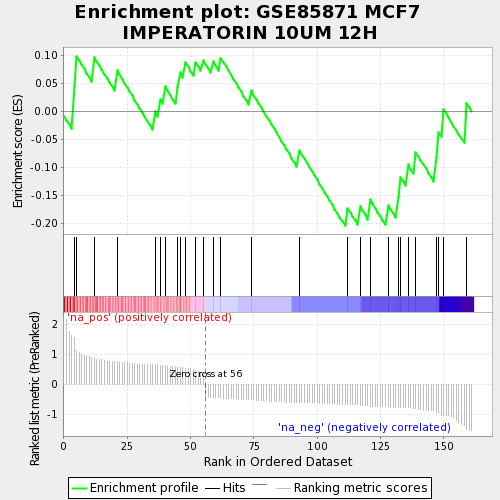 Enrichment plot: GSE85871 MCF7
IMPERATORIN 10UM 12H
Enrichment score (ES)
0.10
0.05
0.00
-0.05
-0.10
-0.15
-0.20
Ranked list metric (PreRanked)
2
1
0
-1
'na_pos' (positively correlated)
Zero cross at 56
'na_neg' (negatively correlated)
0
25
50
75
100
125
150
Rank in Ordered Dataset
Enrichment profile
Hits
Ranking metric scores